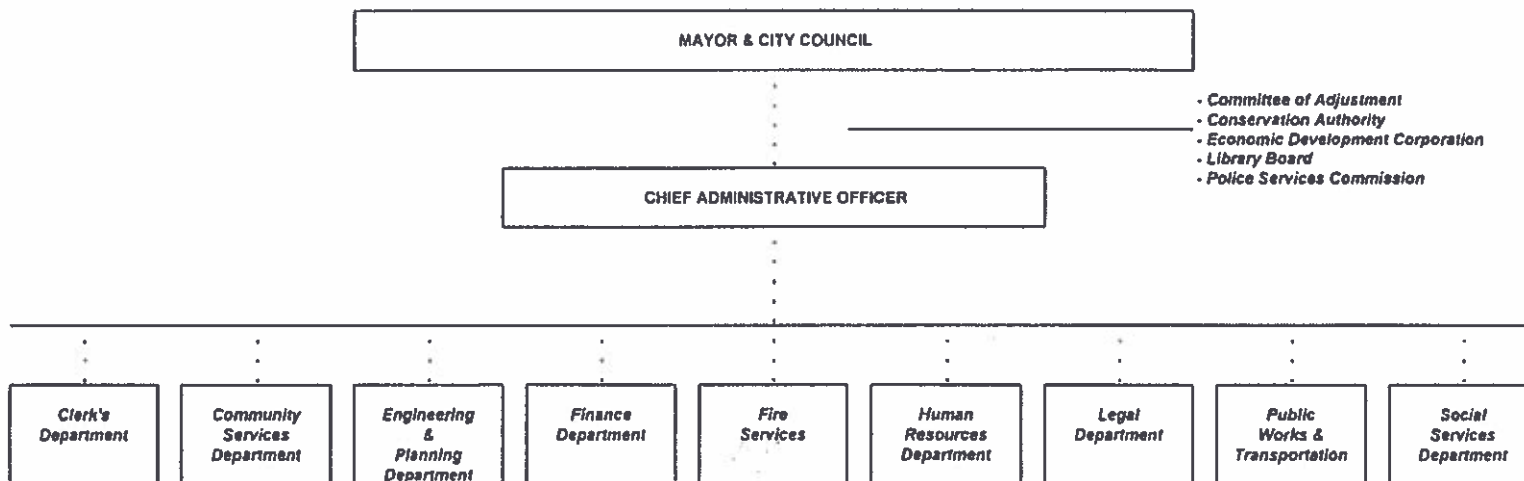 MAYOR & CITY COUNCIL
- Committee of Adjustment
- Conservation Authority
- Economic Development Corporation
- Library Board
- Police Services Commission
CHIEF ADMINISTRATIVE OFFICER
Clerk's
Department
Community
Services
Department
Engineering
&
Planning
Department
Finance
Department
Fire
Services
Human
Resources
Department
Legal
Department
Public
Works &
Transportation
Social
Services
Department